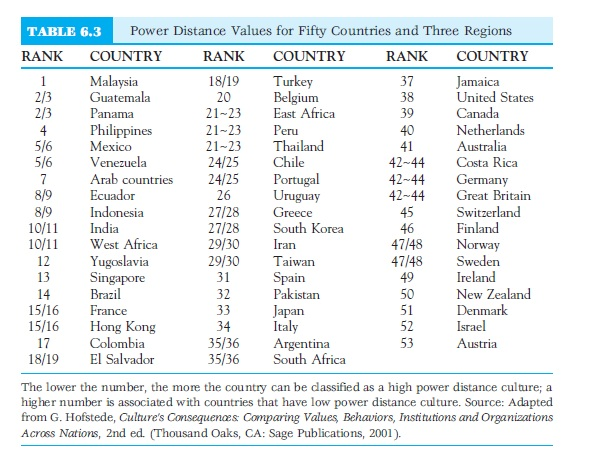 TABLE 6.3 Power Distance Values for Fifty Countries and Three Regions
RANK COUNTRY RANK COUNTRY RANK COUNTRY
1 Malaysia 18/19 Turkey 37 Jamaica
2/3 Guatemala 20 Belgium 38 United States
2/3 Panama 21~23 East Africa 39 Canada
4 Philippines 21~23 Peru 40 Netherlands
5/6 Mexico 21~23 Thailand 41 Australia
5/6 Venezuela 24/25 Chile 42~44 Costa Rica
7 Arab countries 24/25 Portugal 42~44 Germany
8/9 Ecuador 26 Uruguay 42~44 Great Britain
8/9 Indonesia 27/28 Greece 45 Switzerland
10/11 India 27/28 South Korea 46 Finland
10/11 West Africa 29/30 Iran 47/48 Norway
12 Yugoslavia 29/30 Taiwan 47/48 Sweden
13 Singapore 31 Spain 49 Ireland
14 Brazil 32 Pakistan 50 New Zealand
15/16 France 33 Japan 51 Denmark
15/16 Hong Kong 34 Italy 52 Israel
17 Colombia 35/36 Argentina 53 Austria
18/19 El Salvador 35/36 South Africa
The lower the number, the more the country can be classified as a high power distance culture; a
higher number is associated with countries that have low power distance culture. Source: Adapted
from G. Hofstede, Culture's Consequences: Comparing Values, Behaviors, Institutions and Organizations
Across Nations, 2nd ed. (Thousand Oaks, CA: Sage Publications, 2001).